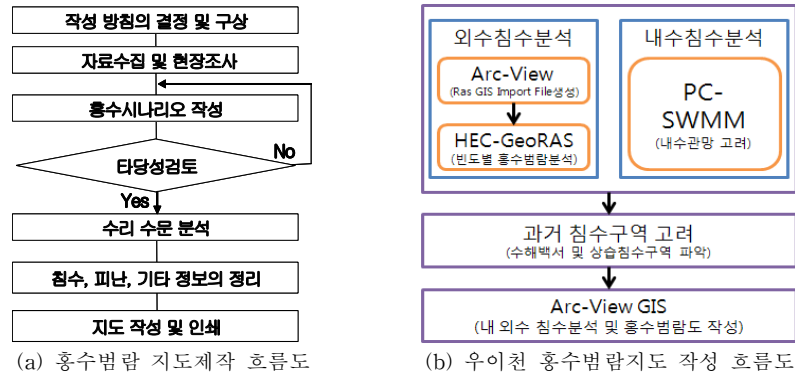 작성 방침의 결정 및 구상
자료수집 및 현장조사
홍수시나리오 작성
타당성검토
No
Yes
수리 수문 분석
침수, 피난, 기타 정보의 정리
지도 작성 및 인쇄
(a) 홍수범람 지도제작 흐름도
외수침수분석
Arc-View
(Ras GIS Import File생성)
HEC-GeoRAS
(빈도별 홍수범람분석)
내수침수분석
PC-
SWMM
(내수관망 고려)
과거 침수구역 고려
(수해백서 및 상습침수구역 파악)
Arc-View GIS
(내 외수 침수분석 및 홍수범람도 작성)
(b) 우이천 홍수범람지도 작성 흐름도